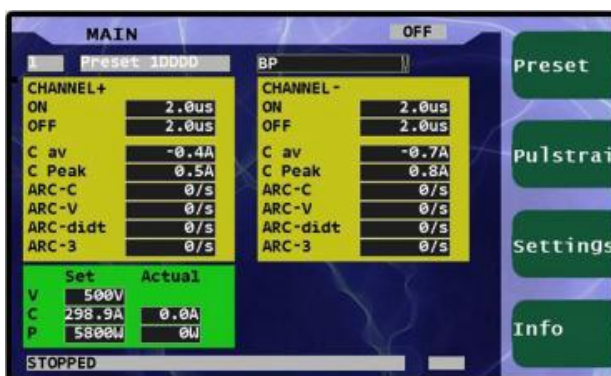 MAIN
OFF
1 Preset 1DDDD
BP
CHANNEL+
ON 2.0us
OFF 2.0us
C av -0.4A
C Peak 0.5A
ARC-C 0/s
ARC-V 0/s
ARC-didt 0/s
ARC-3 0/s
CHANNEL-
ON 2.0us
OFF 2.0us
C av -0.7A
C Peak 0.8A
ARC-C 0/s
ARC-V 0/s
ARC-didt 0/s
ARC-3 0/s
Set Actual
V 500V
C 298.9A 0.0A
P 5800W 0W
STOPPED
Preset
Pulstrai
Settings
Info